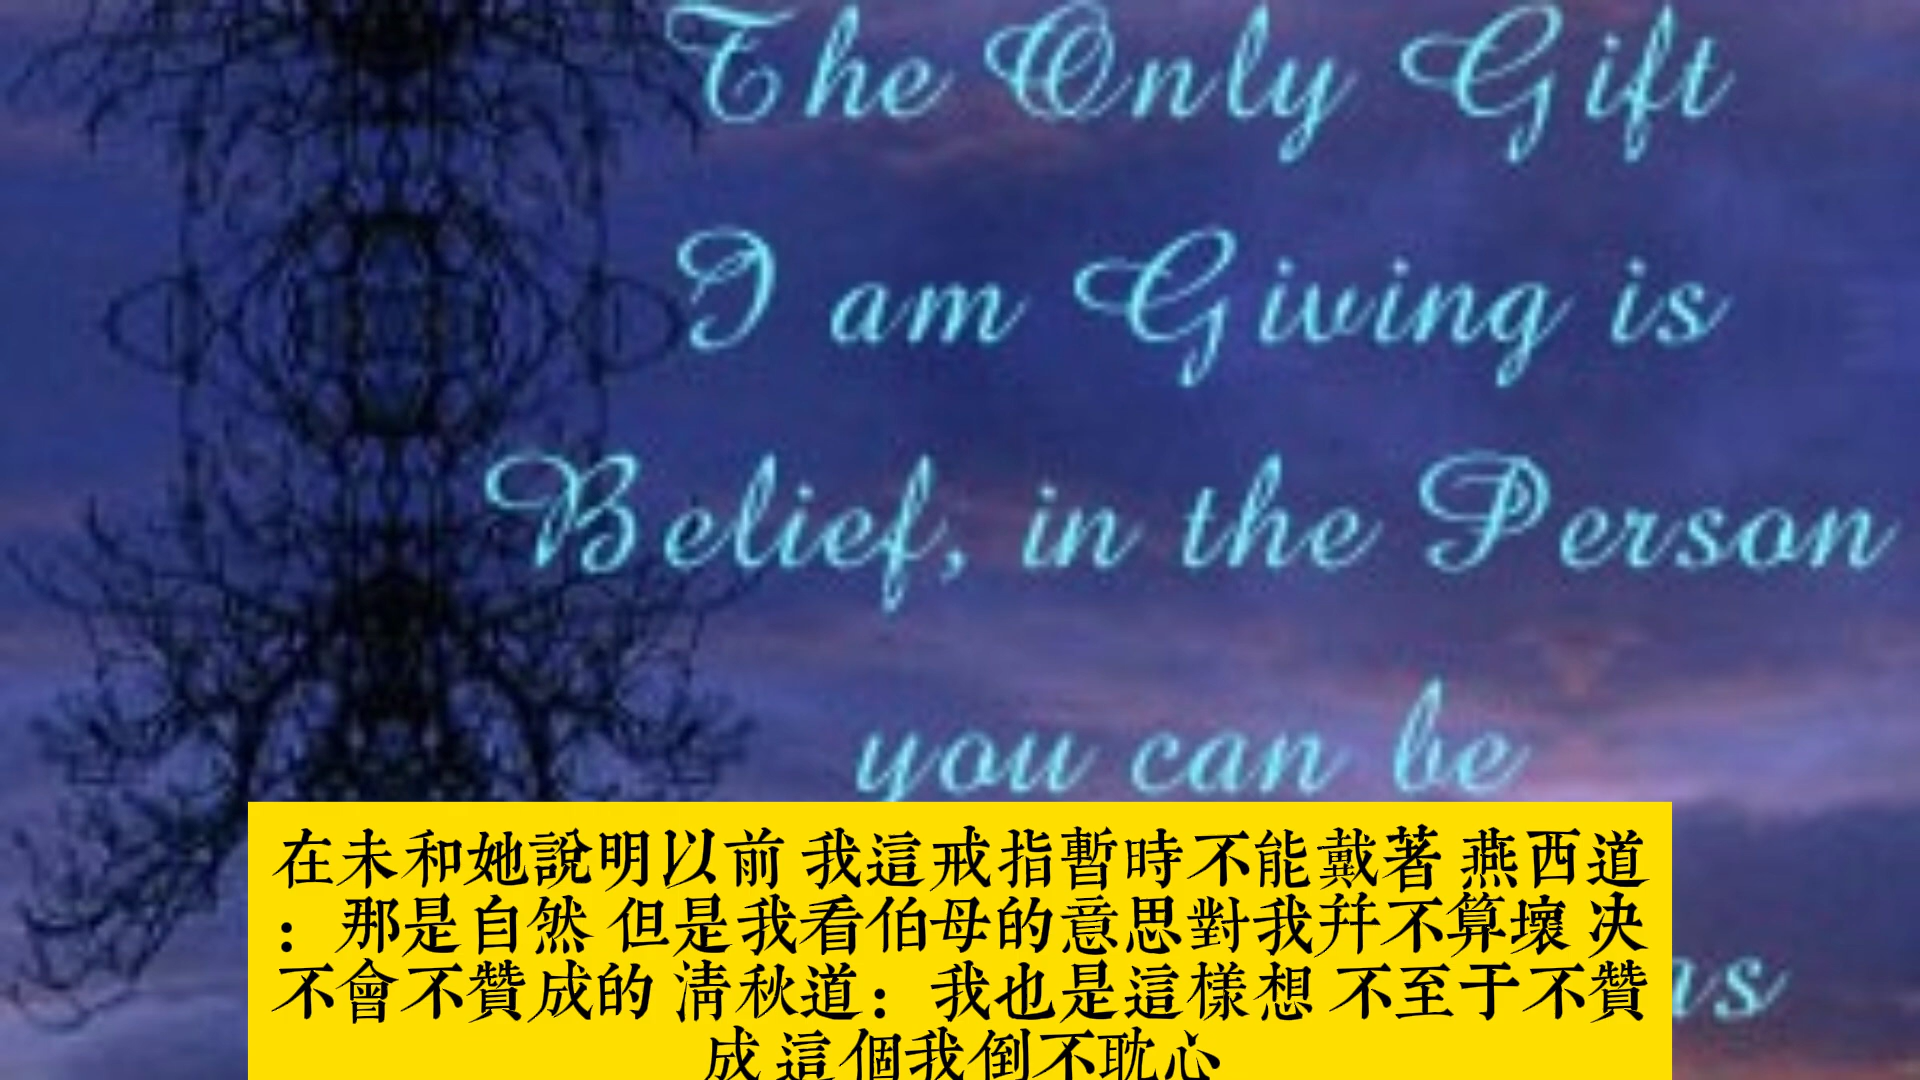 The Only Gift
I am Giving is
Belief, in the Person
you can be
as
在未和她說明以前 我這戒指暫時不能戴著 燕西道
：那是自然 但是我看伯母的意思對我并不算壞 决
不會不贊成的 清秋道：我也是這樣想 不至于不贊
成 這個我倒不耽心